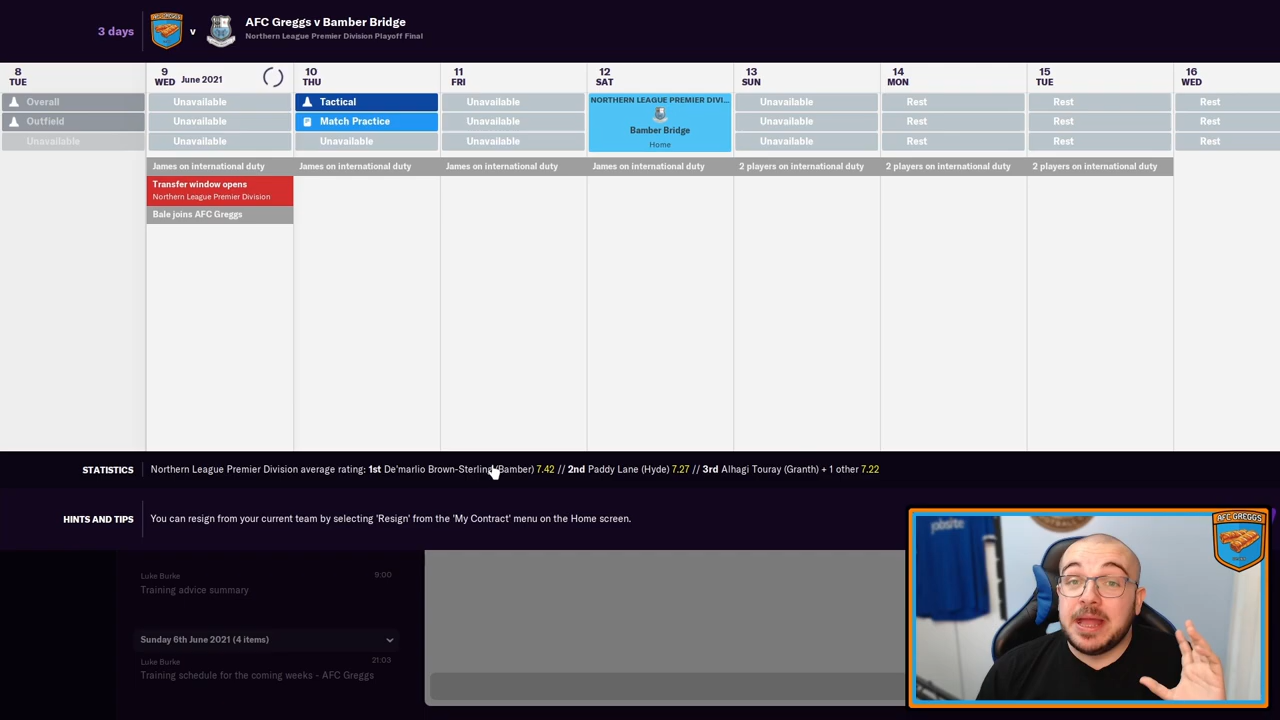 3 days
v
AFC Greggs v Bamber Bridge
Northern League Premier Division Playoff Final
8
TUE
9
WED June 2021
10
THU
11
FRI
12
SAT
13
SUN
14
MON
15
TUE
16
WED
Overall
Unavailable
Tactical
Unavailable
NORTHERN LEAGUE PREMIER DIVI...
Unavailable
Rest
Rest
Rest
Outfield
Unavailable
Match Practice
Unavailable
Bamber Bridge
Unavailable
Rest
Rest
Rest
Unavailable
Unavailable
Unavailable
Unavailable
Home
Unavailable
Rest
Rest
Rest
James on international duty
James on international duty
James on international duty
James on international duty
2 players on international duty
2 players on international duty
2 players on international duty
Transfer window opens
Northern League Premier Division
Bale joins AFC Greggs
STATISTICS
Northern League Premier Division average rating: 1st De'marlio Brown-Sterling (Bamber) 7.42 // 2nd Paddy Lane (Hyde) 7.27 // 3rd Alhagi Touray (Granth) + 1 other 7.22
HINTS AND TIPS
You can resign from your current team by selecting 'Resign' from the 'My Contract' menu on the Home screen.
Luke Burke
9:00
Training advice summary
Sunday 6th June 2021 (4 items)
Luke Burke
21:03
Training schedule for the coming weeks - AFC Greggs
jobsite
AFC GREGGS